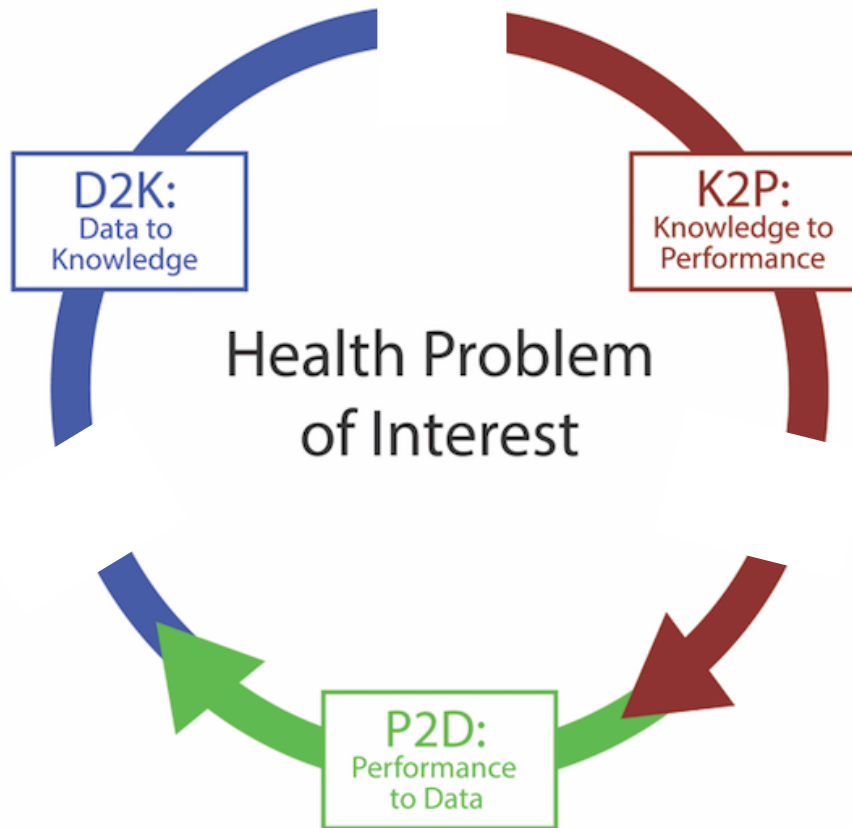 D2K:
Data to
Knowledge
K2P:
Knowledge to
Performance
Health Problem
of Interest
P2D:
Performance
to Data